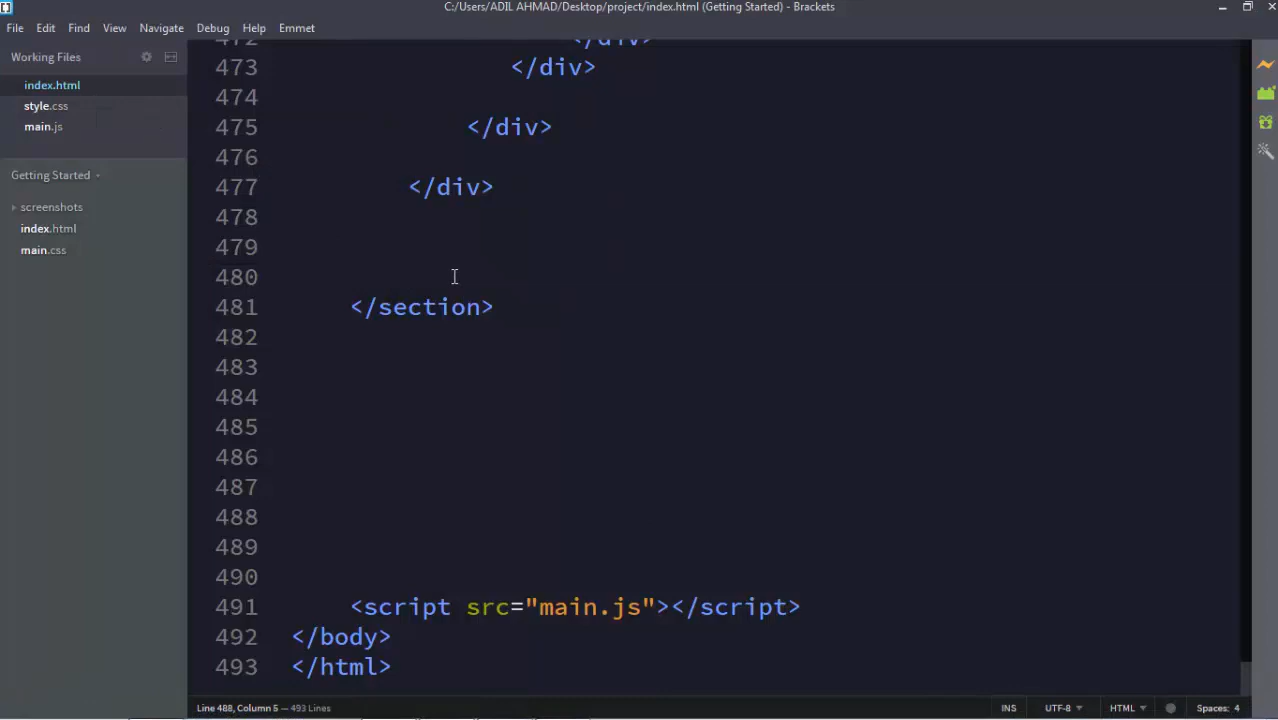 C:/Users/ADIL AHMAD/Desktop/project/index.html (Getting Started) - Brackets
File Edit Find View Navigate Debug Help Emmet
Working Files
index.html
style.css
main.js
Getting Started
screenshots
index.html
main.css
472 </div>
473 </div>
474
475 </div>
476
477 </div>
478
479
480
481 </section>
482
483
484
485
486
487
488
489
490
491 <script src="main.js"></script>
492 </body>
493 </html>
Line 488, Column 5 — 493 Lines
INS UTF-8 HTML Spaces: 4